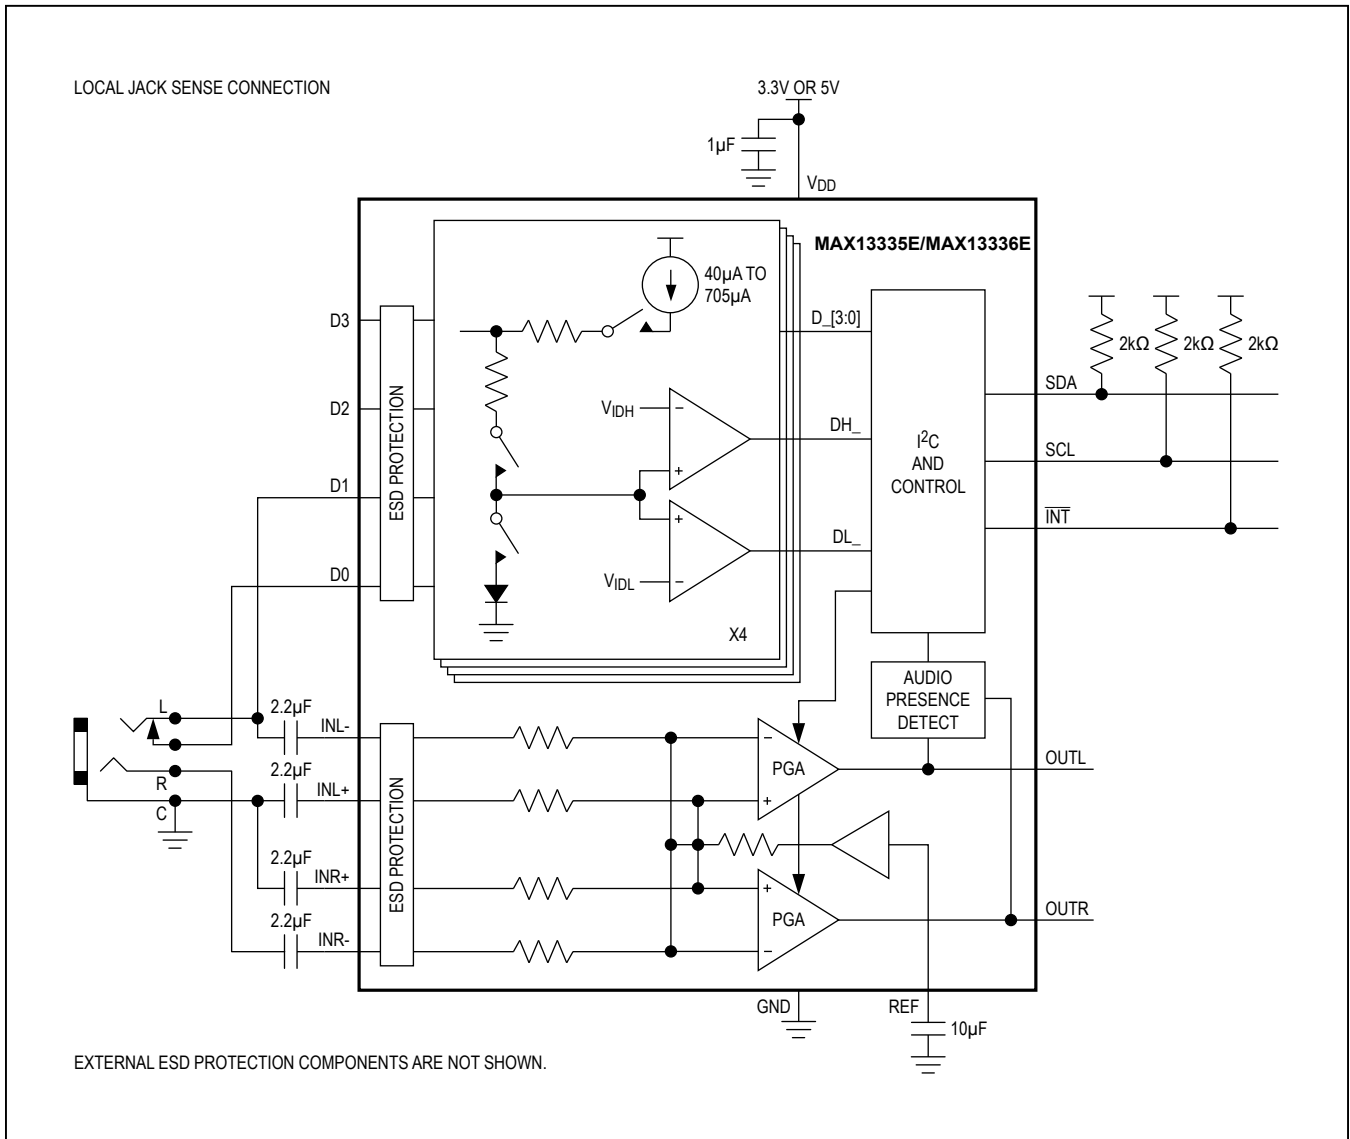 LOCAL JACK SENSE CONNECTION
3.3V OR 5V
1µF
VDD
MAX13335E/MAX13336E
40µA TO
705µA
D3
D2
D1
D0
ESD PROTECTION
D_[3:0]
VIDH
−
+
DH_
+
VIDL
−
DL_
X4
I2C
AND
CONTROL
2kΩ
2kΩ
2kΩ
SDA
SCL
INT
AUDIO
PRESENCE
DETECT
L
R
C
2.2µF
INL-
2.2µF
INL+
2.2µF
INR+
2.2µF
INR-
ESD PROTECTION
−
PGA
+
+
PGA
−
OUTL
OUTR
GND
REF
10µF
EXTERNAL ESD PROTECTION COMPONENTS ARE NOT SHOWN.